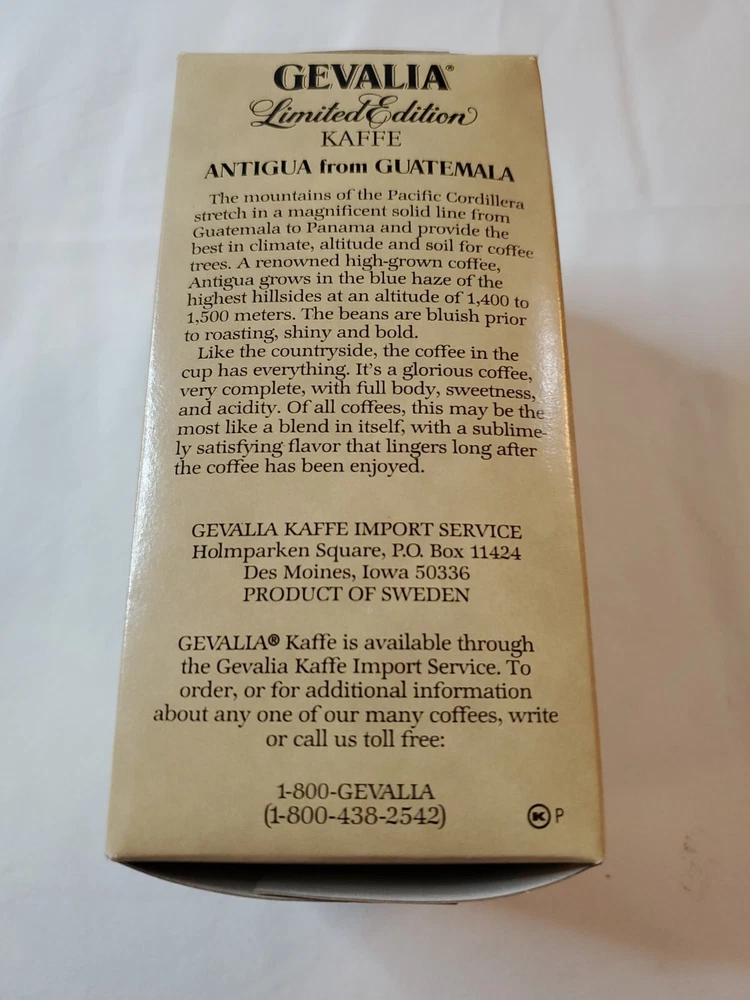 GEVALIA®
Limited Edition
KAFFE
ANTIGUA from GUATEMALA
The mountains of the Pacific Cordillera
stretch in a magnificent solid line from
Guatemala to Panama and provide the
best in climate, altitude and soil for coffee
trees. A renowned high-grown coffee,
Antigua grows in the blue haze of the
highest hillsides at an altitude of 1,400 to
1,500 meters. The beans are bluish prior
to roasting, shiny and bold.
Like the countryside, the coffee in the
cup has everything. It's a glorious coffee,
very complete, with full body, sweetness,
and acidity. Of all coffees, this may be the
most like a blend in itself, with a sublime-
ly satisfying flavor that lingers long after
the coffee has been enjoyed.
GEVALIA KAFFE IMPORT SERVICE
Holmparken Square, P.O. Box 11424
Des Moines, Iowa 50336
PRODUCT OF SWEDEN
GEVALIA® Kaffe is available through
the Gevalia Kaffe Import Service. To
order, or for additional information
about any one of our many coffees, write
or call us toll free:
1-800-GEVALIA
(1-800-438-2542)
K P